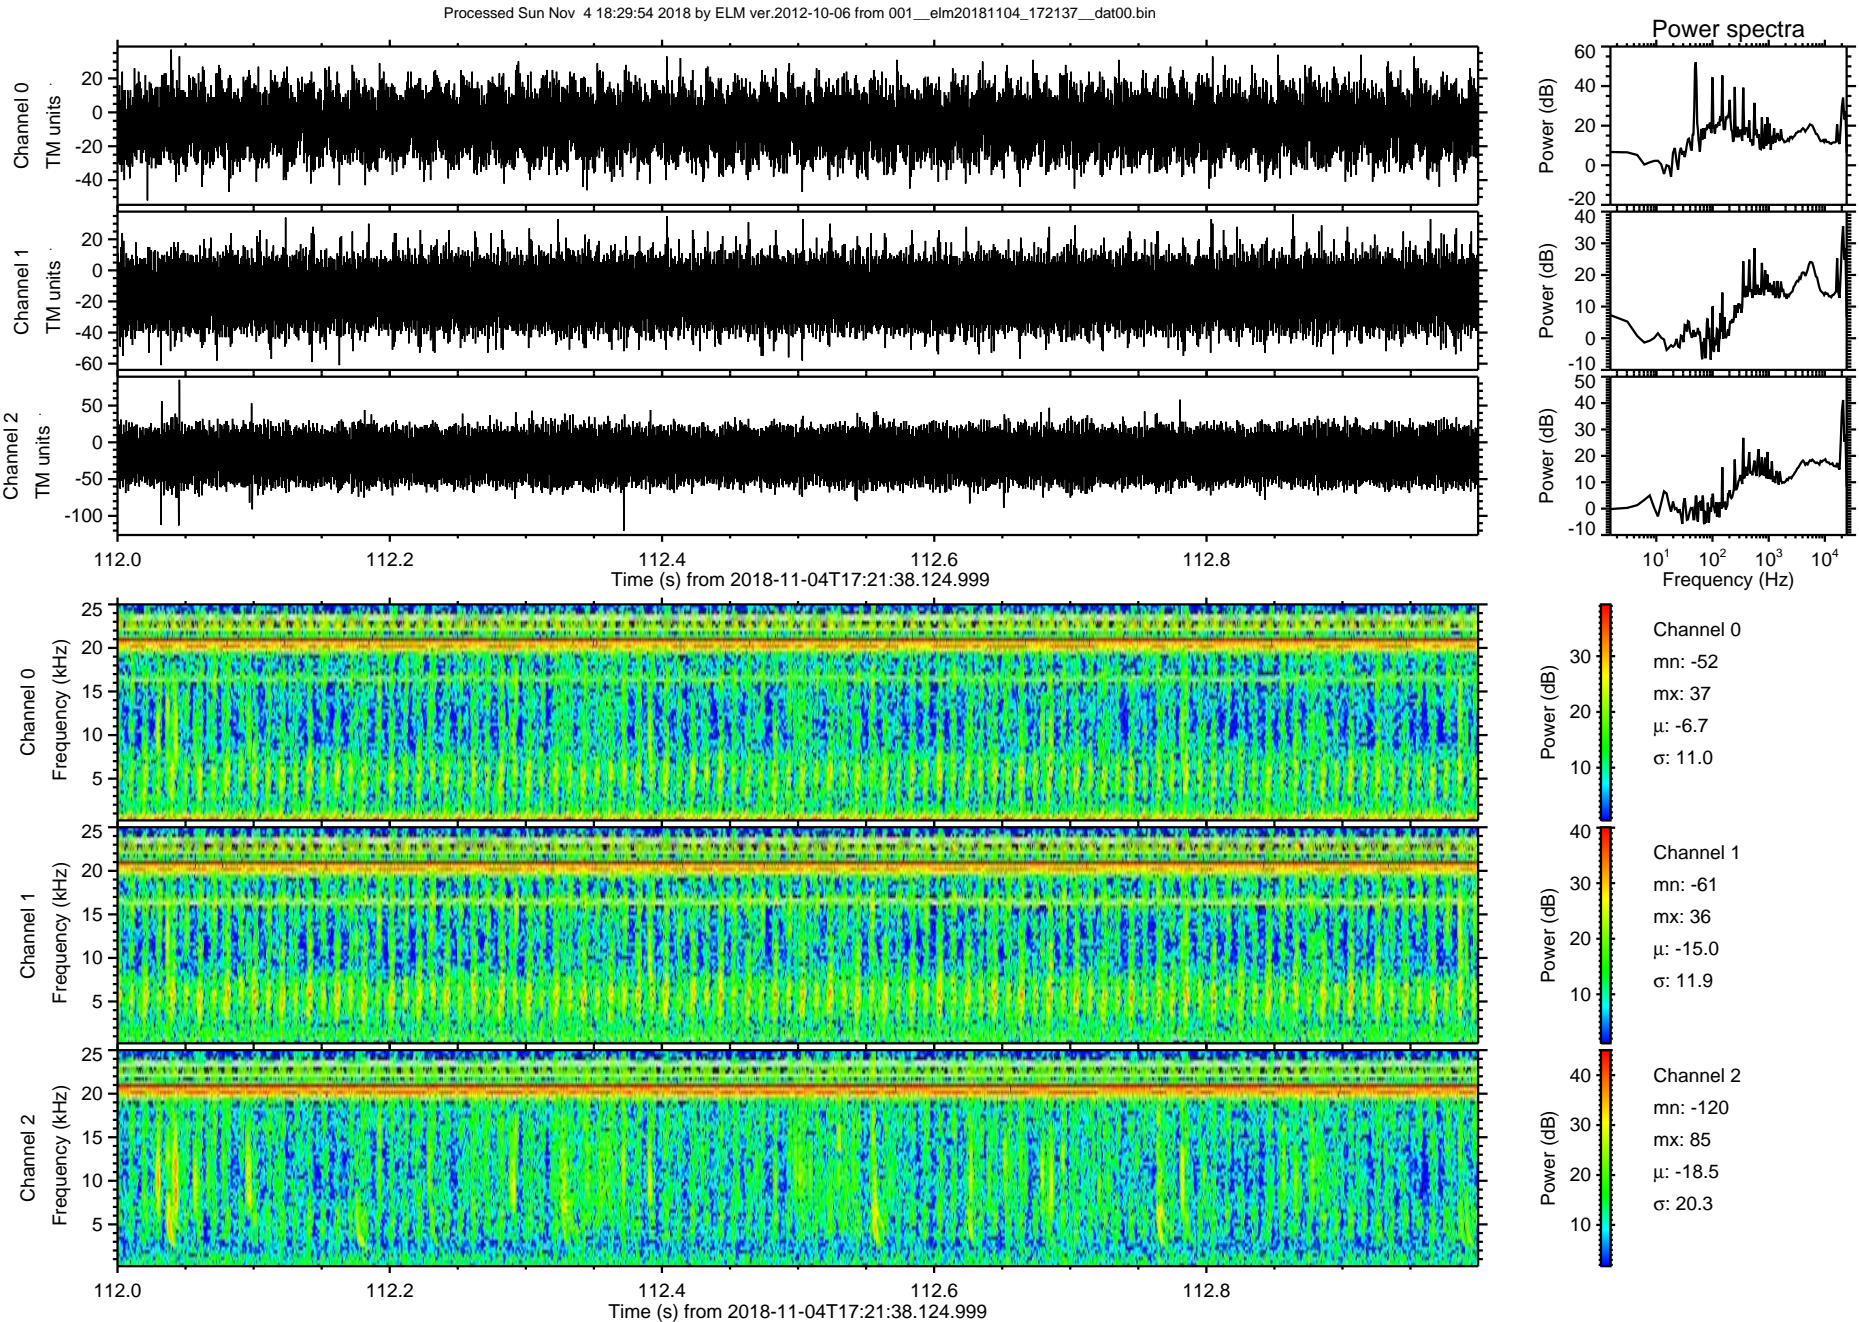 Processed Sun Nov  4 18:29:54 2018 by ELM ver.2012-10-06 from 001__elm20181104_172137__dat00.bin
Power spectra
Channel 0
TM units
20
0
-20
-40
Power (dB)
60
40
20
0
-20
Channel 1
TM units
20
0
-20
-40
-60
Power (dB)
40
30
20
10
0
-10
Channel 2
TM units
50
0
-50
-100
Power (dB)
50
40
30
20
10
0
-10
112.0 112.2 112.4 112.6 112.8
Time (s) from 2018-11-04T17:21:38.124.999
10^1 10^2 10^3 10^4
Frequency (Hz)
Channel 0
Frequency (kHz)
25
20
15
10
5
Power (dB)
30
20
10
Channel 0
mn: -52
mx: 37
μ: -6.7
σ: 11.0
Channel 1
Frequency (kHz)
25
20
15
10
5
Power (dB)
40
30
20
10
Channel 1
mn: -61
mx: 36
μ: -15.0
σ: 11.9
Channel 2
Frequency (kHz)
25
20
15
10
5
Power (dB)
40
30
20
10
Channel 2
mn: -120
mx: 85
μ: -18.5
σ: 20.3
112.0 112.2 112.4 112.6 112.8
Time (s) from 2018-11-04T17:21:38.124.999